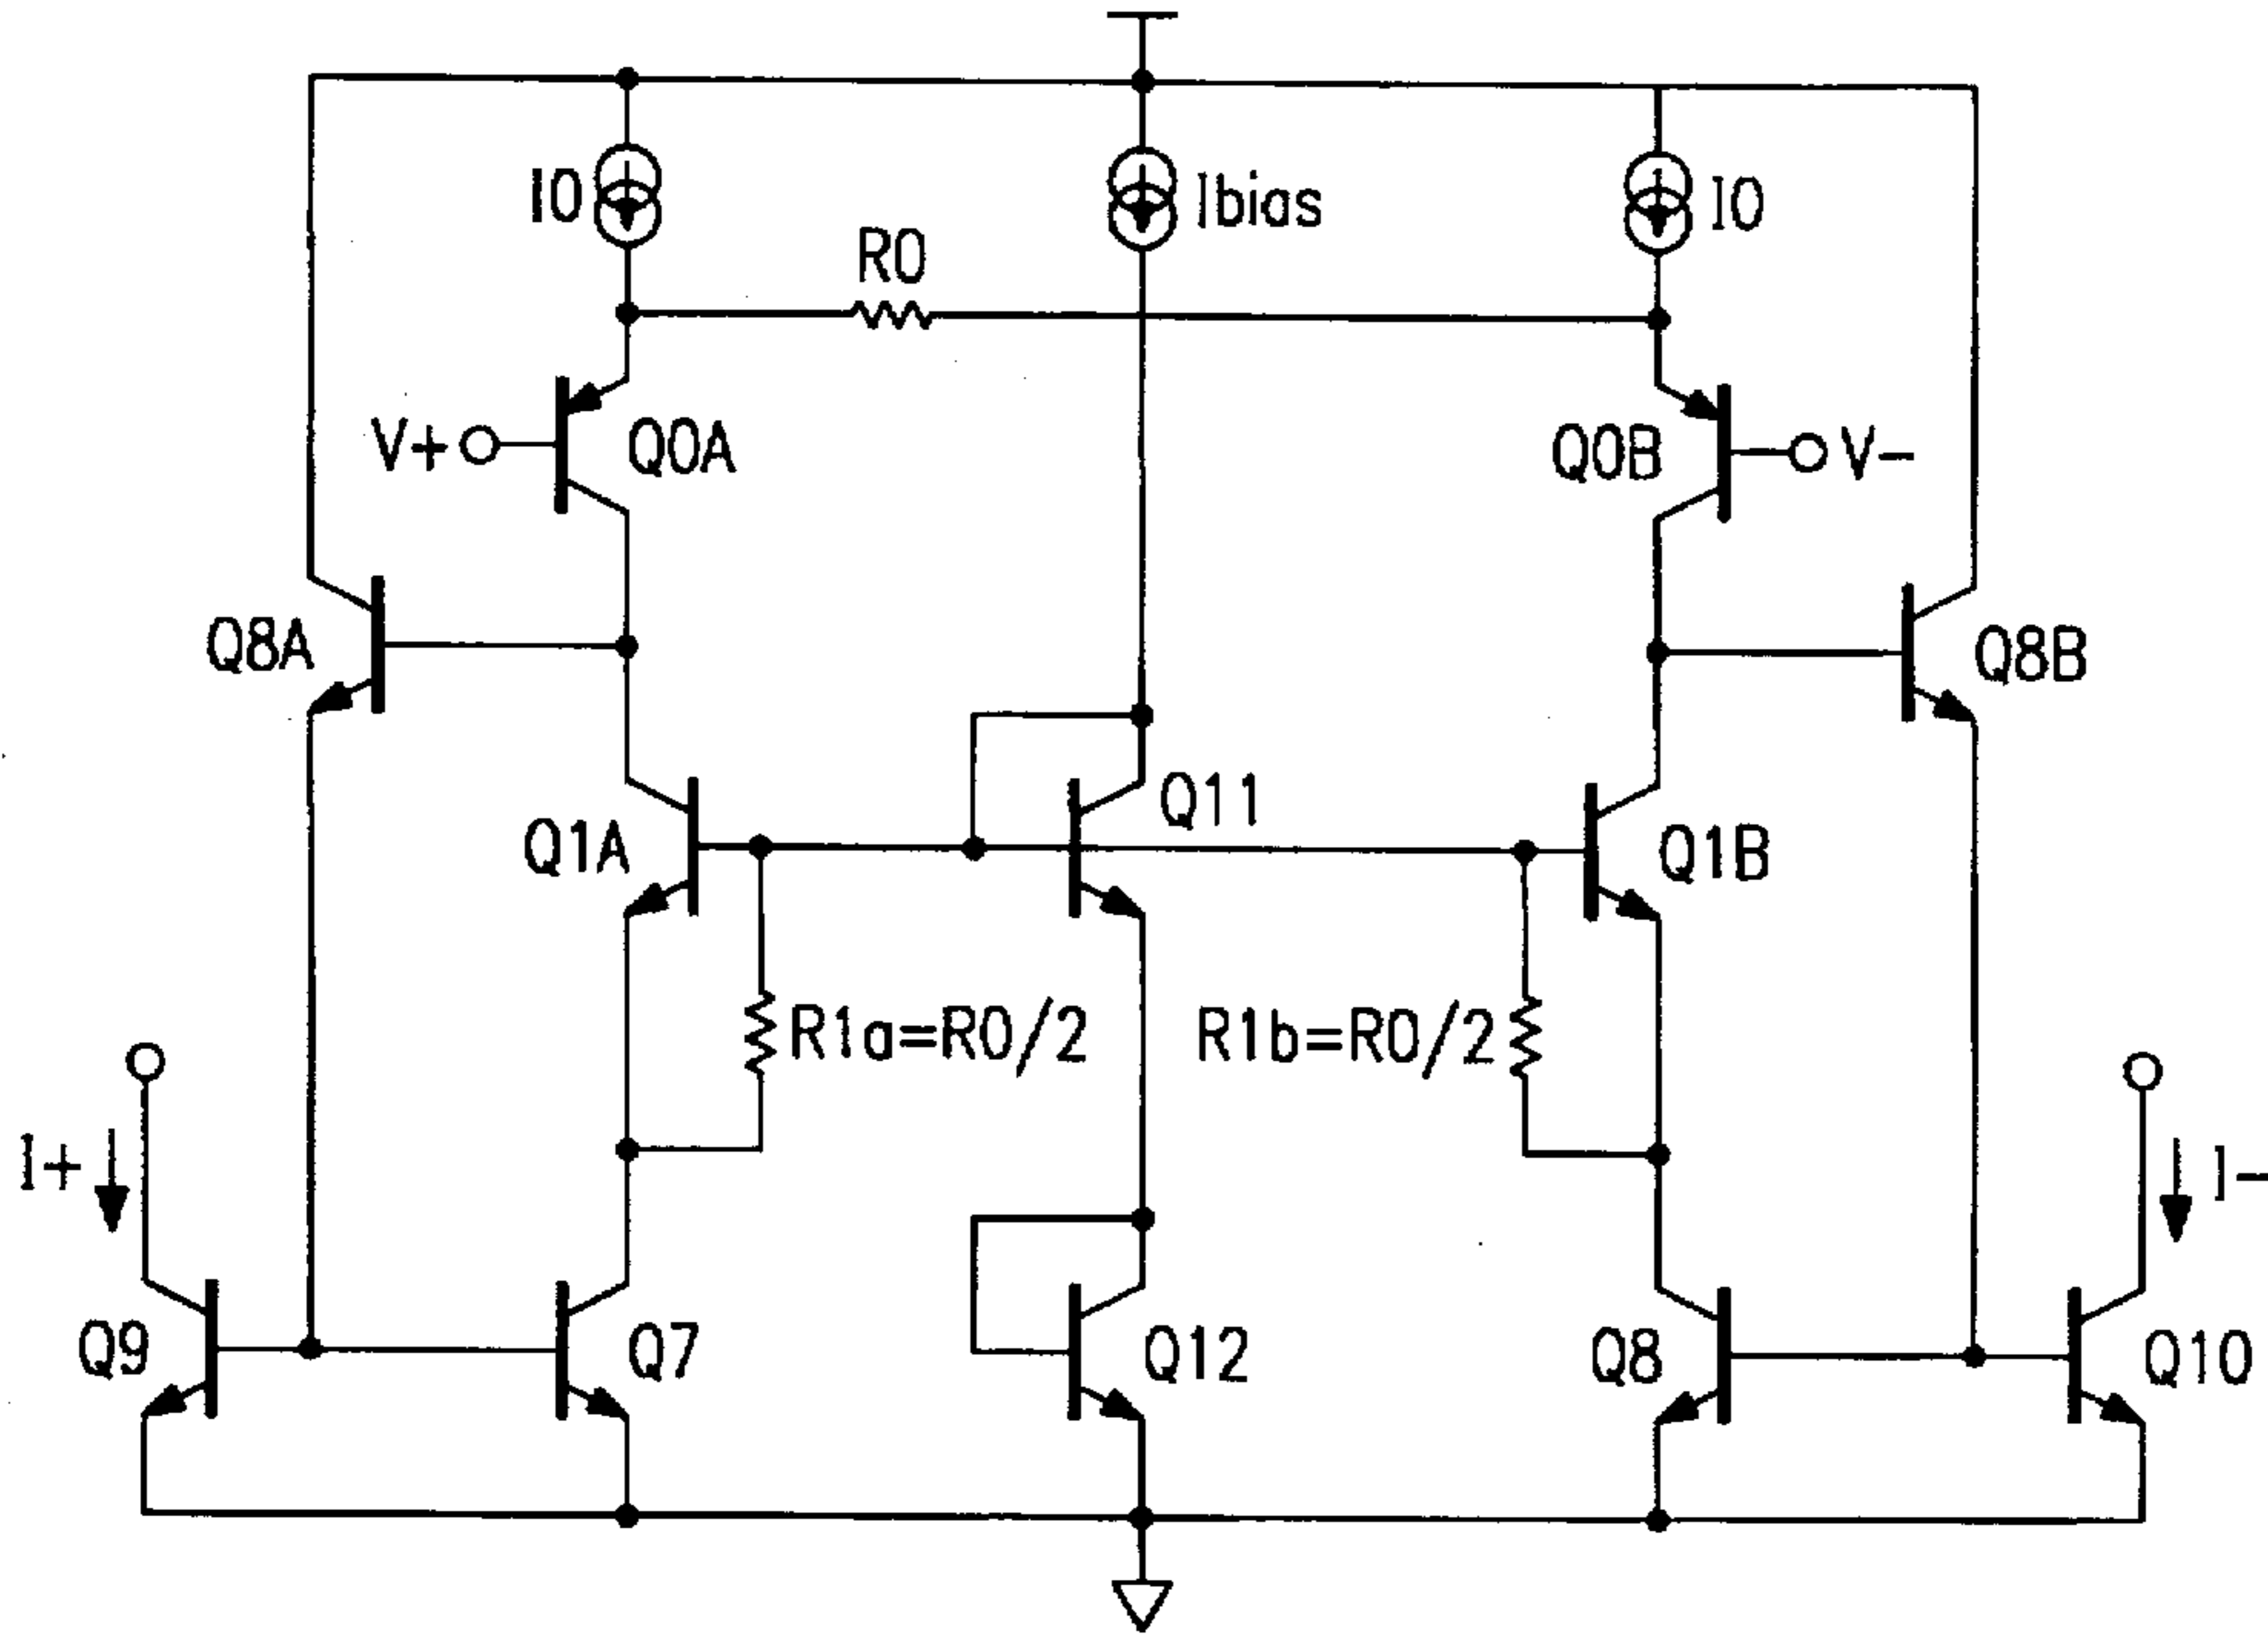 I0
Ibias
I0
R0
V+
Q0A
Q0B
V-
Q8A
Q8B
Q11
Q1A
Q1B
R1a=R0/2
R1b=R0/2
I+
I-
Q9
Q7
Q12
Q8
Q10